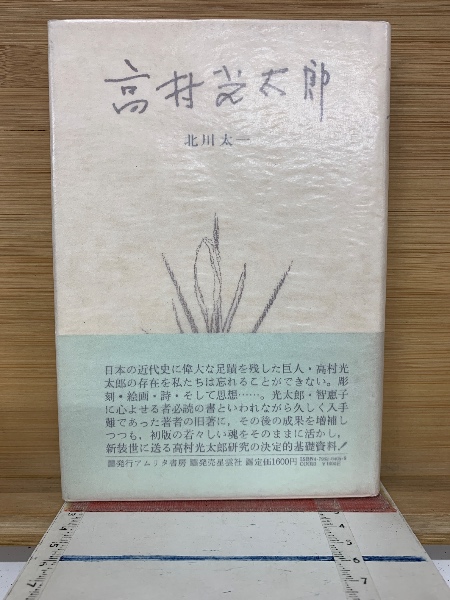 高村光太郎
北川太一
日本の近代史に偉大な足蹟を残した巨人・高村光
太郎の存在を私たちは忘れることができない。彫
刻・絵画・詩・そして思想……。光太郎・智恵子
に心よせる者必読の書といわれながら久しく入手
難であった著者の旧著に、その後の成果を増補し
つつも、初版の若々しい魂をそのままに活かし、
新装世に送る高村光太郎研究の決定的基礎資料!
発行アムリタ書房 発売星雲社 定価1600円
3 4 5 6 7